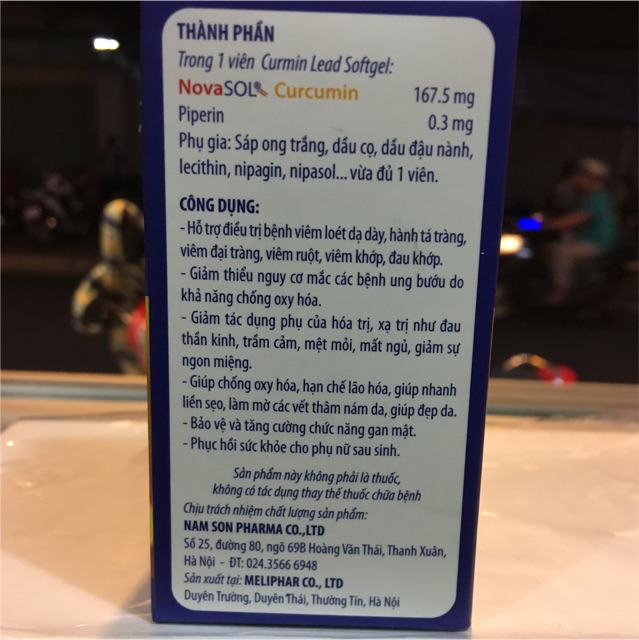 THÀNH PHẦN
Trong 1 viên Curmin Lead Softgel:
NovaSOL® Curcumin 167.5 mg
Piperin 0.3 mg
Phụ gia: Sáp ong trắng, dầu cọ, dầu đậu nành,
lecithin, nipagin, nipasol... vừa đủ 1 viên.
CÔNG DỤNG:
- Hỗ trợ điều trị bệnh viêm loét dạ dày, hành tá tràng,
viêm đại tràng, viêm ruột, viêm khớp, đau khớp.
- Giảm thiểu nguy cơ mắc các bệnh ung bướu do
khả năng chống oxy hóa.
- Giảm tác dụng phụ của hóa trị, xạ trị như đau
thần kinh, trầm cảm, mệt mỏi, mất ngủ, giảm sự
ngon miệng.
- Giúp chống oxy hóa, hạn chế lão hóa, giúp nhanh
liền sẹo, làm mờ các vết thâm nám da, giúp đẹp da.
- Bảo vệ và tăng cường chức năng gan mật.
- Phục hồi sức khỏe cho phụ nữ sau sinh.
Sản phẩm này không phải là thuốc,
không có tác dụng thay thế thuốc chữa bệnh
Chịu trách nhiệm chất lượng sản phẩm:
NAM SON PHARMA CO.,LTD
Số 25, đường 80, ngõ 69B Hoàng Văn Thái, Thanh Xuân,
Hà Nội - ĐT: 024.3566 6948
Sản xuất tại: MELIPHAR CO., LTD
Duyên Trường, Duyên Thái, Thường Tín, Hà Nội